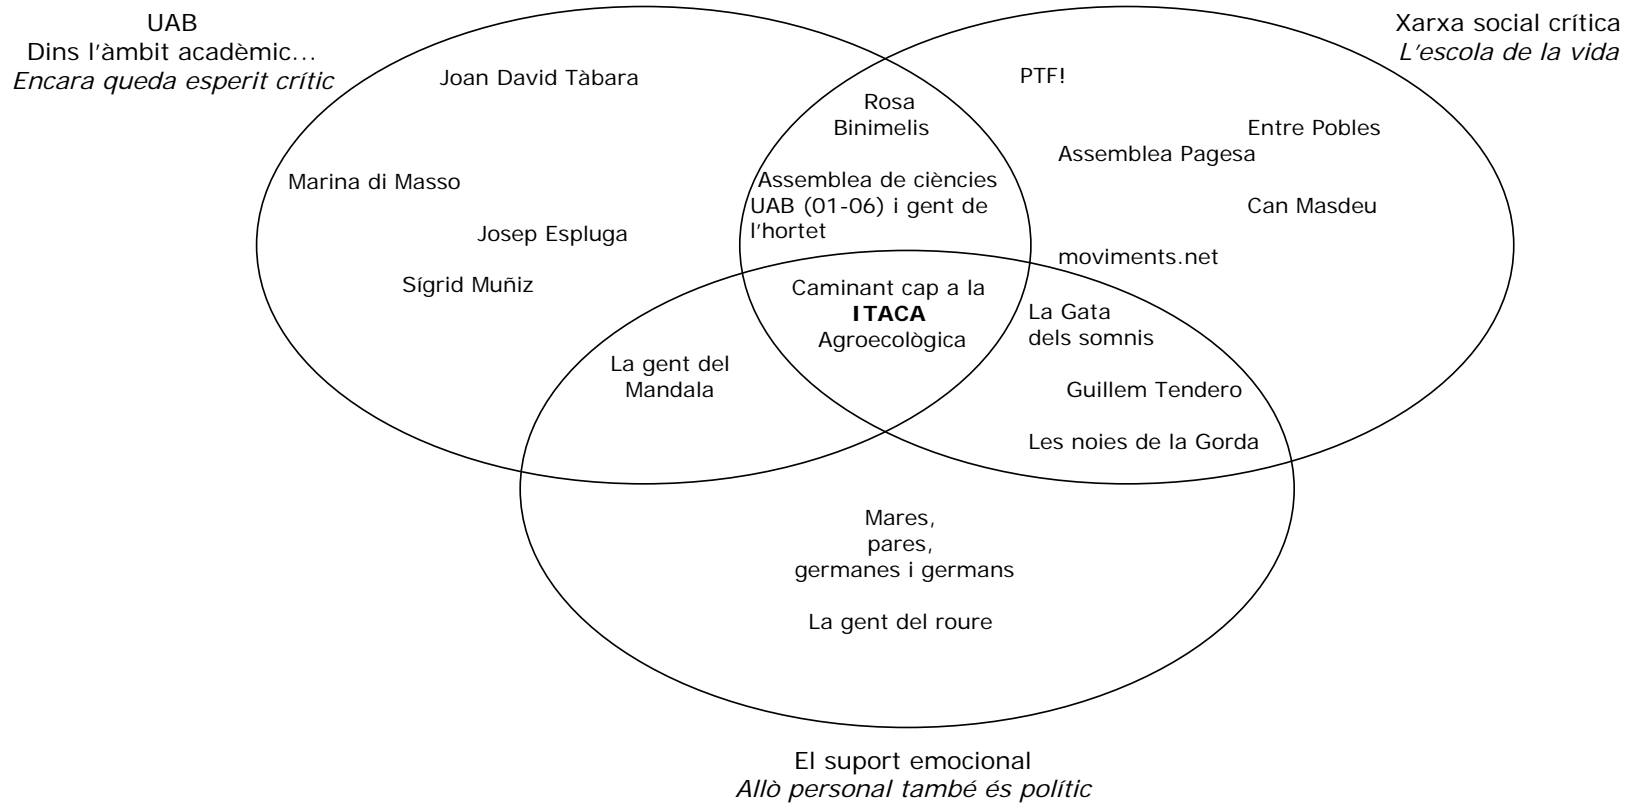 UAB
Dins l'àmbit acadèmic...
Encara queda esperit crític
Xarxa social crítica
L'escola de la vida
Joan David Tàbara
Marina di Masso
Josep Espluga
Sígrid Muñiz
Rosa
Binimelis
Assemblea de ciències
UAB (01-06) i gent de
l'hortet
PTF!
Entre Pobles
Assemblea Pagesa
Can Masdeu
moviments.net
Caminant cap a la
ITACA
Agroecològica
La gent del
Mandala
La Gata
dels somnis
Guillem Tendero
Les noies de la Gorda
Mares,
pares,
germanes i germans
La gent del roure
El suport emocional
Allò personal també és polític